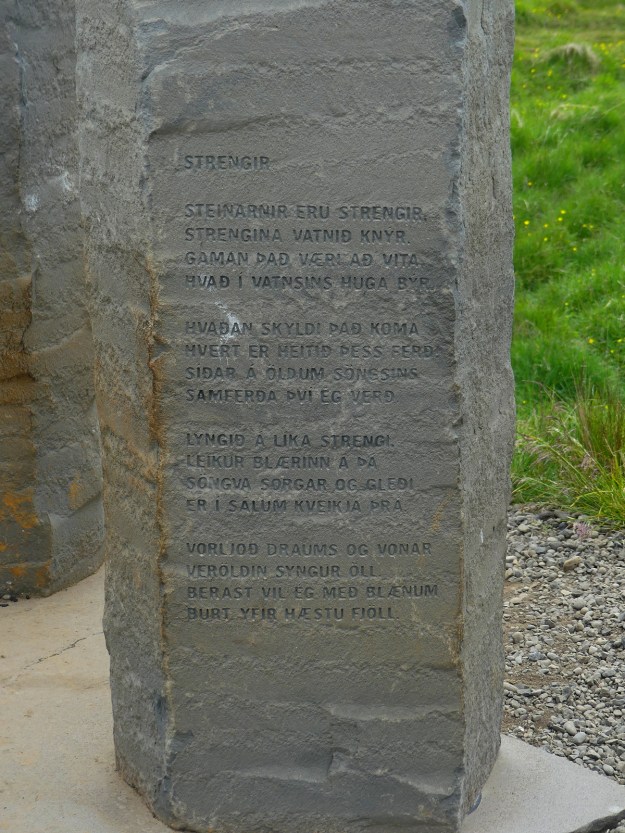 STRENGIR
STEINARNIR ERU STRENGIR,
STRENGINA VATNIÐ KNÝR.
GAMAN ÞAÐ VÆRI AÐ VITA,
HVAÐ Í VATNSINS HUGA BÝR.
HVAÐAN SKYLDI ÞAÐ KOMA
HVERT ER HEITIÐ ÞESS FERÐ
SÍÐAR Á ÖLDUM SÖNGSINS
SAMFERÐA ÞVÍ EG VERÐ.
LYNGIÐ Á LÍKA STRENGI,
LEIKUR BLÆRINN Á ÞÁ
SÖNGVA SORGAR OG GLEÐI
ER Í SÁLUM KVEIKJA ÞRÁ.
VORLJÓÐ DRAUMS OG VONAR
VERÖLDIN SYNGUR ÖLL.
BERAST VIL EG MEÐ BLÆNUM
BURT YFIR HÆSTU FJÖLL.